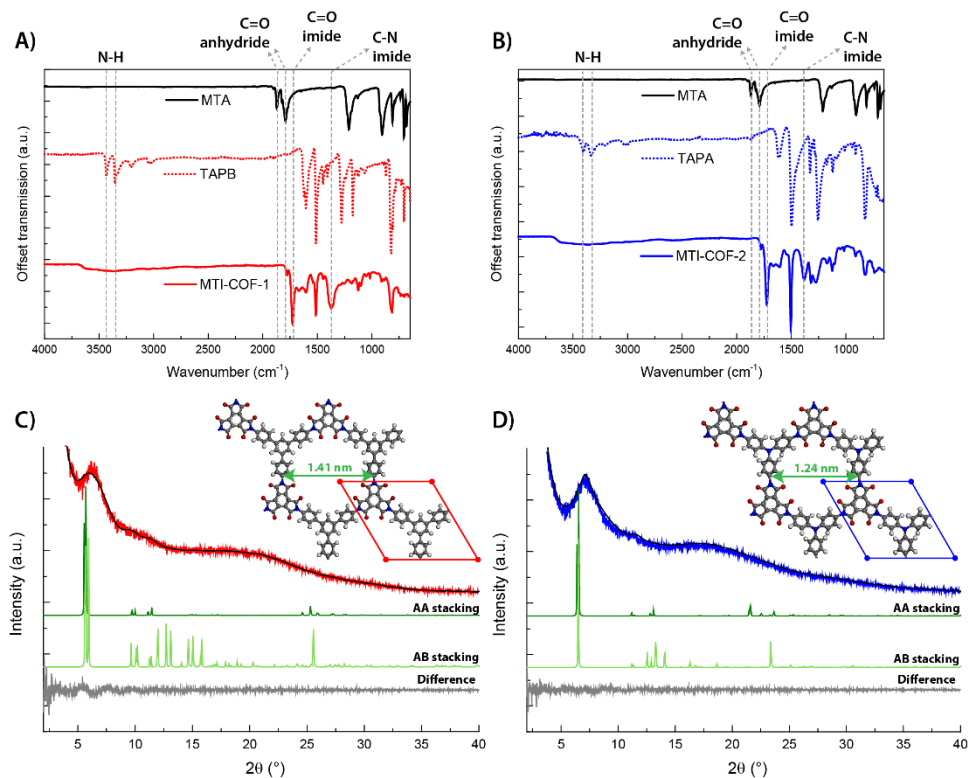 A)
C=O
anhydride
C=O
imide
C-N
imide
N-H
MTA
TAPB
MTI-COF-1
Offset transmission (a.u.)
4000 3500 3000 2500 2000 1500 1000
Wavenumber (cm⁻¹)
B)
C=O
anhydride
C=O
imide
C-N
imide
N-H
MTA
TAPA
MTI-COF-2
Offset transmission (a.u.)
4000 3500 3000 2500 2000 1500 1000
Wavenumber (cm⁻¹)
C)
1.41 nm
AA stacking
AB stacking
Difference
Intensity (a.u.)
5 10 15 20 25 30 35 40
2θ (°)
D)
1.24 nm
AA stacking
AB stacking
Difference
Intensity (a.u.)
5 10 15 20 25 30 35 40
2θ (°)